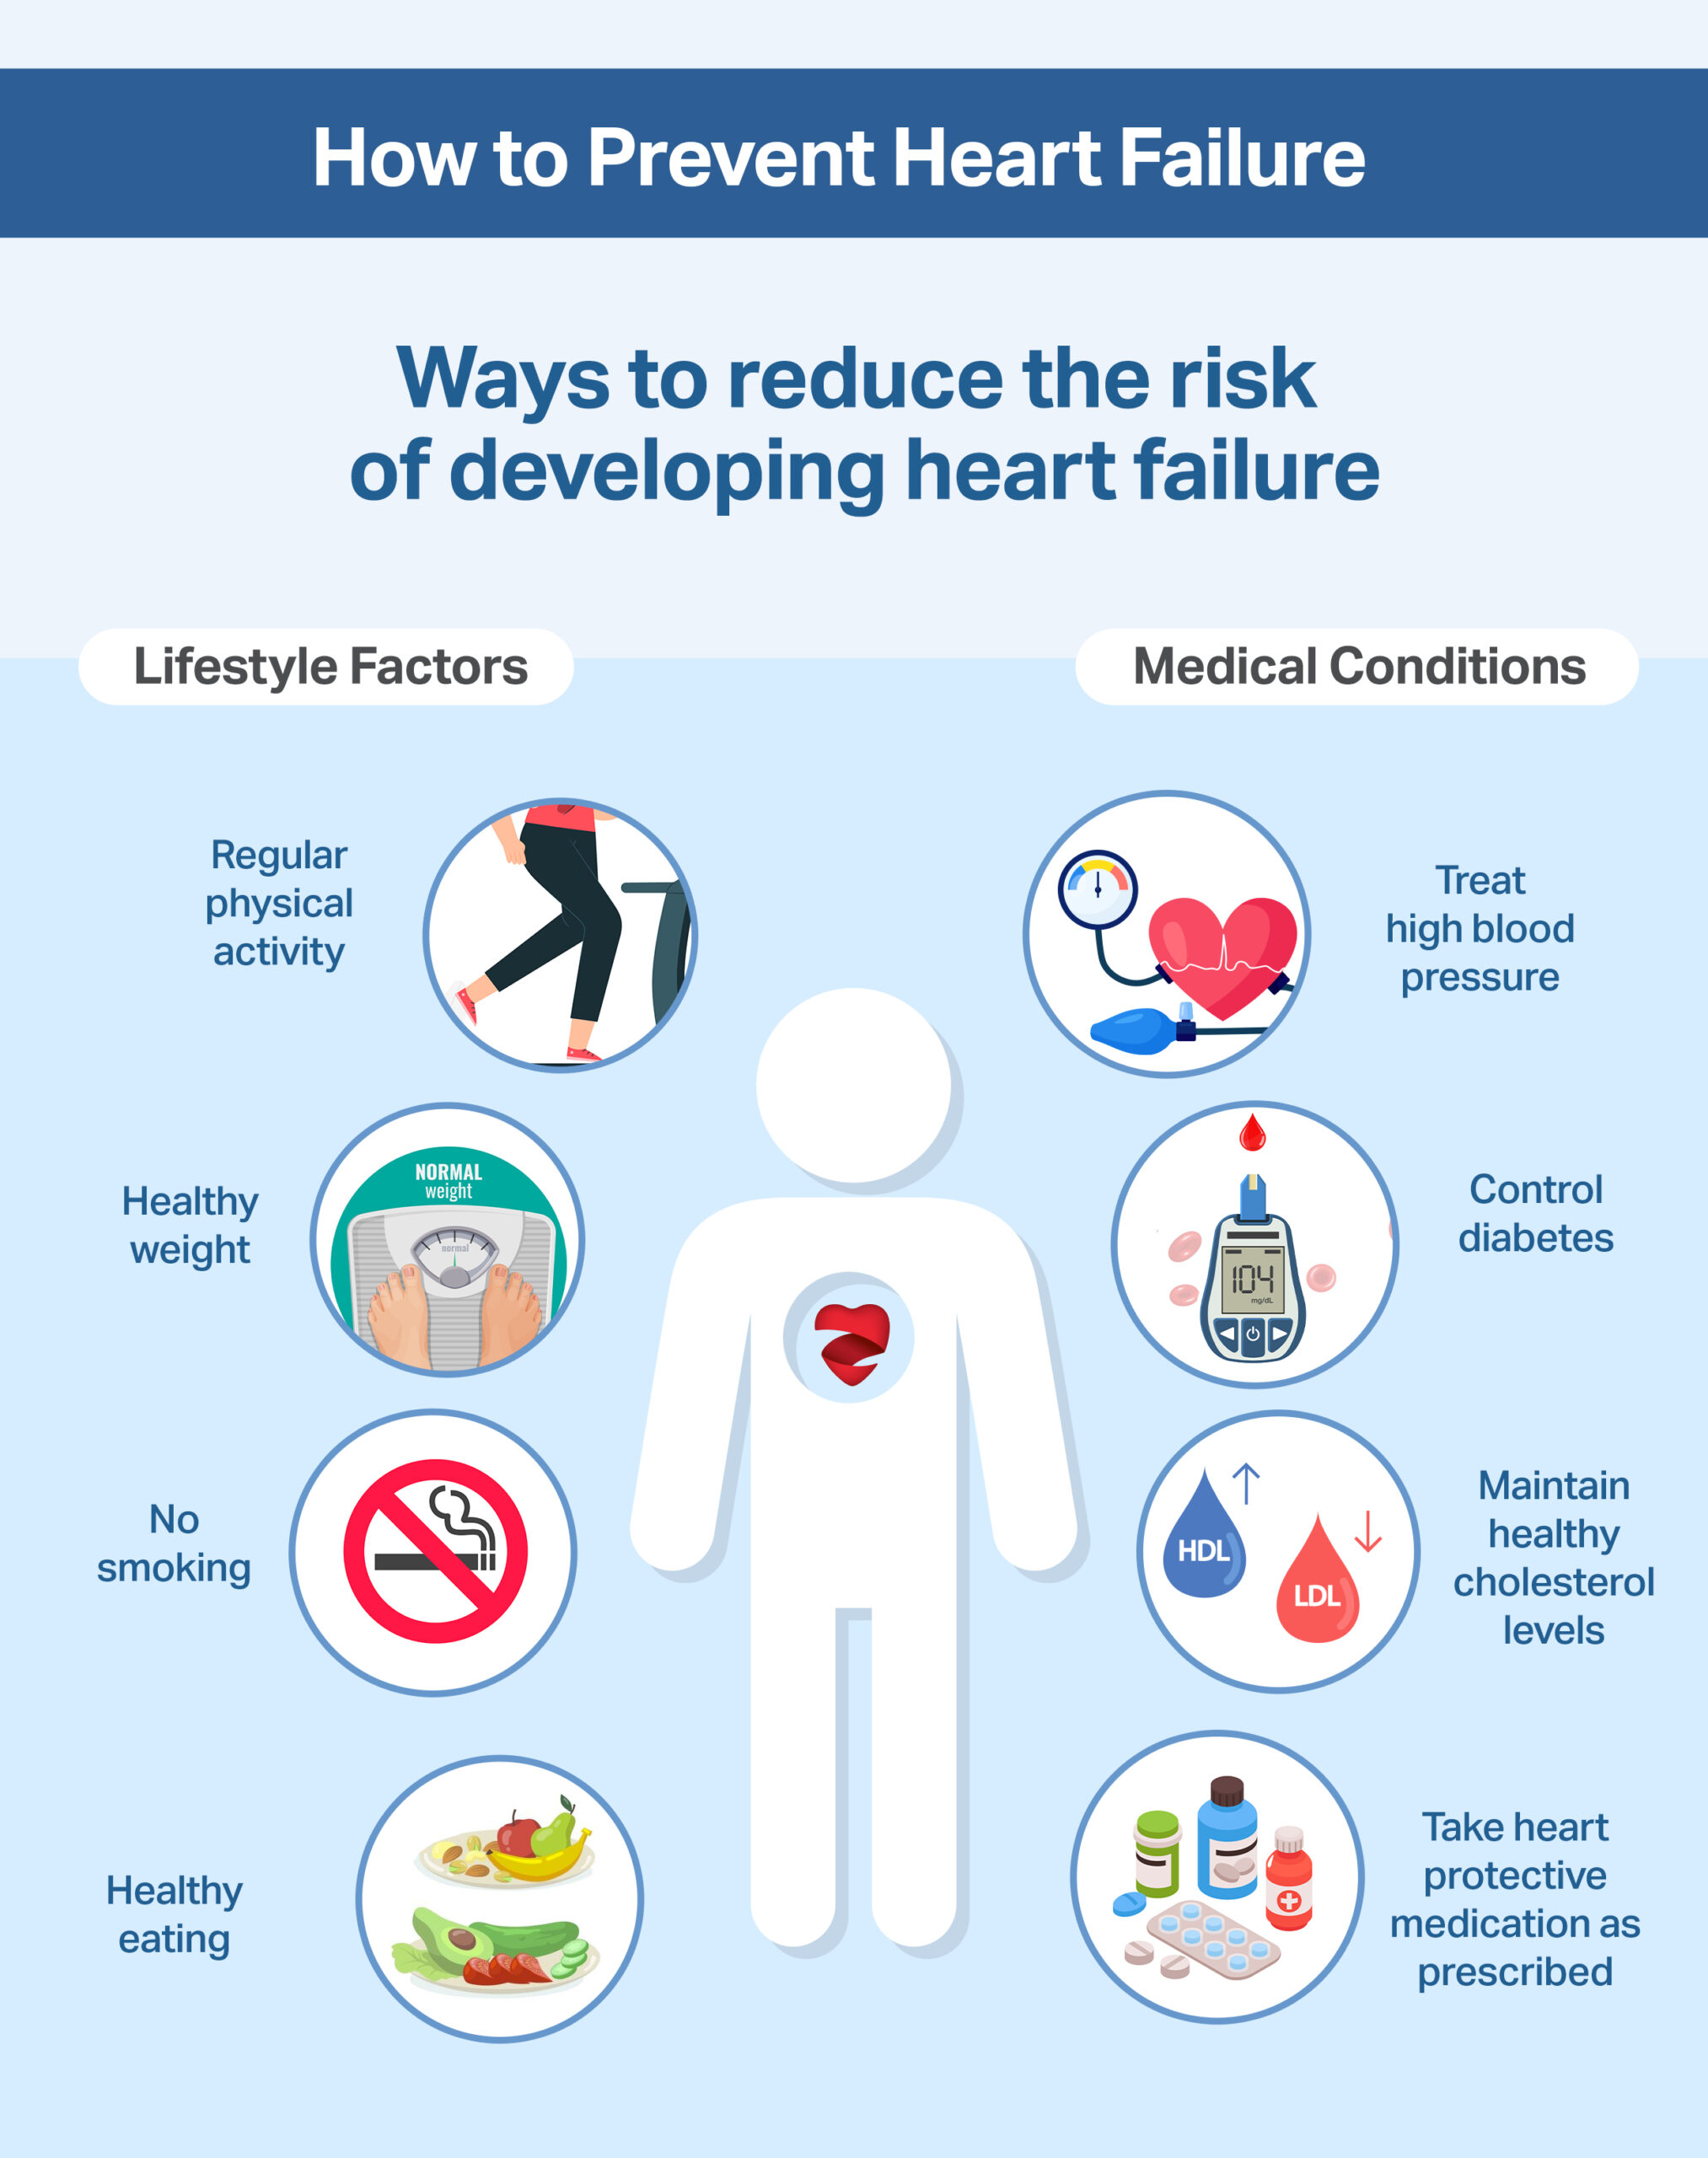 How to Prevent Heart Failure
Ways to reduce the risk
of developing heart failure
Lifestyle Factors
Regular
physical
activity
NORMAL
weight
normal
Healthy
weight
No
smoking
Healthy
eating
Medical Conditions
Treat
high blood
pressure
104
mg/dL
Control
diabetes
HDL
LDL
Maintain
healthy
cholesterol
levels
Take heart
protective
medication as
prescribed